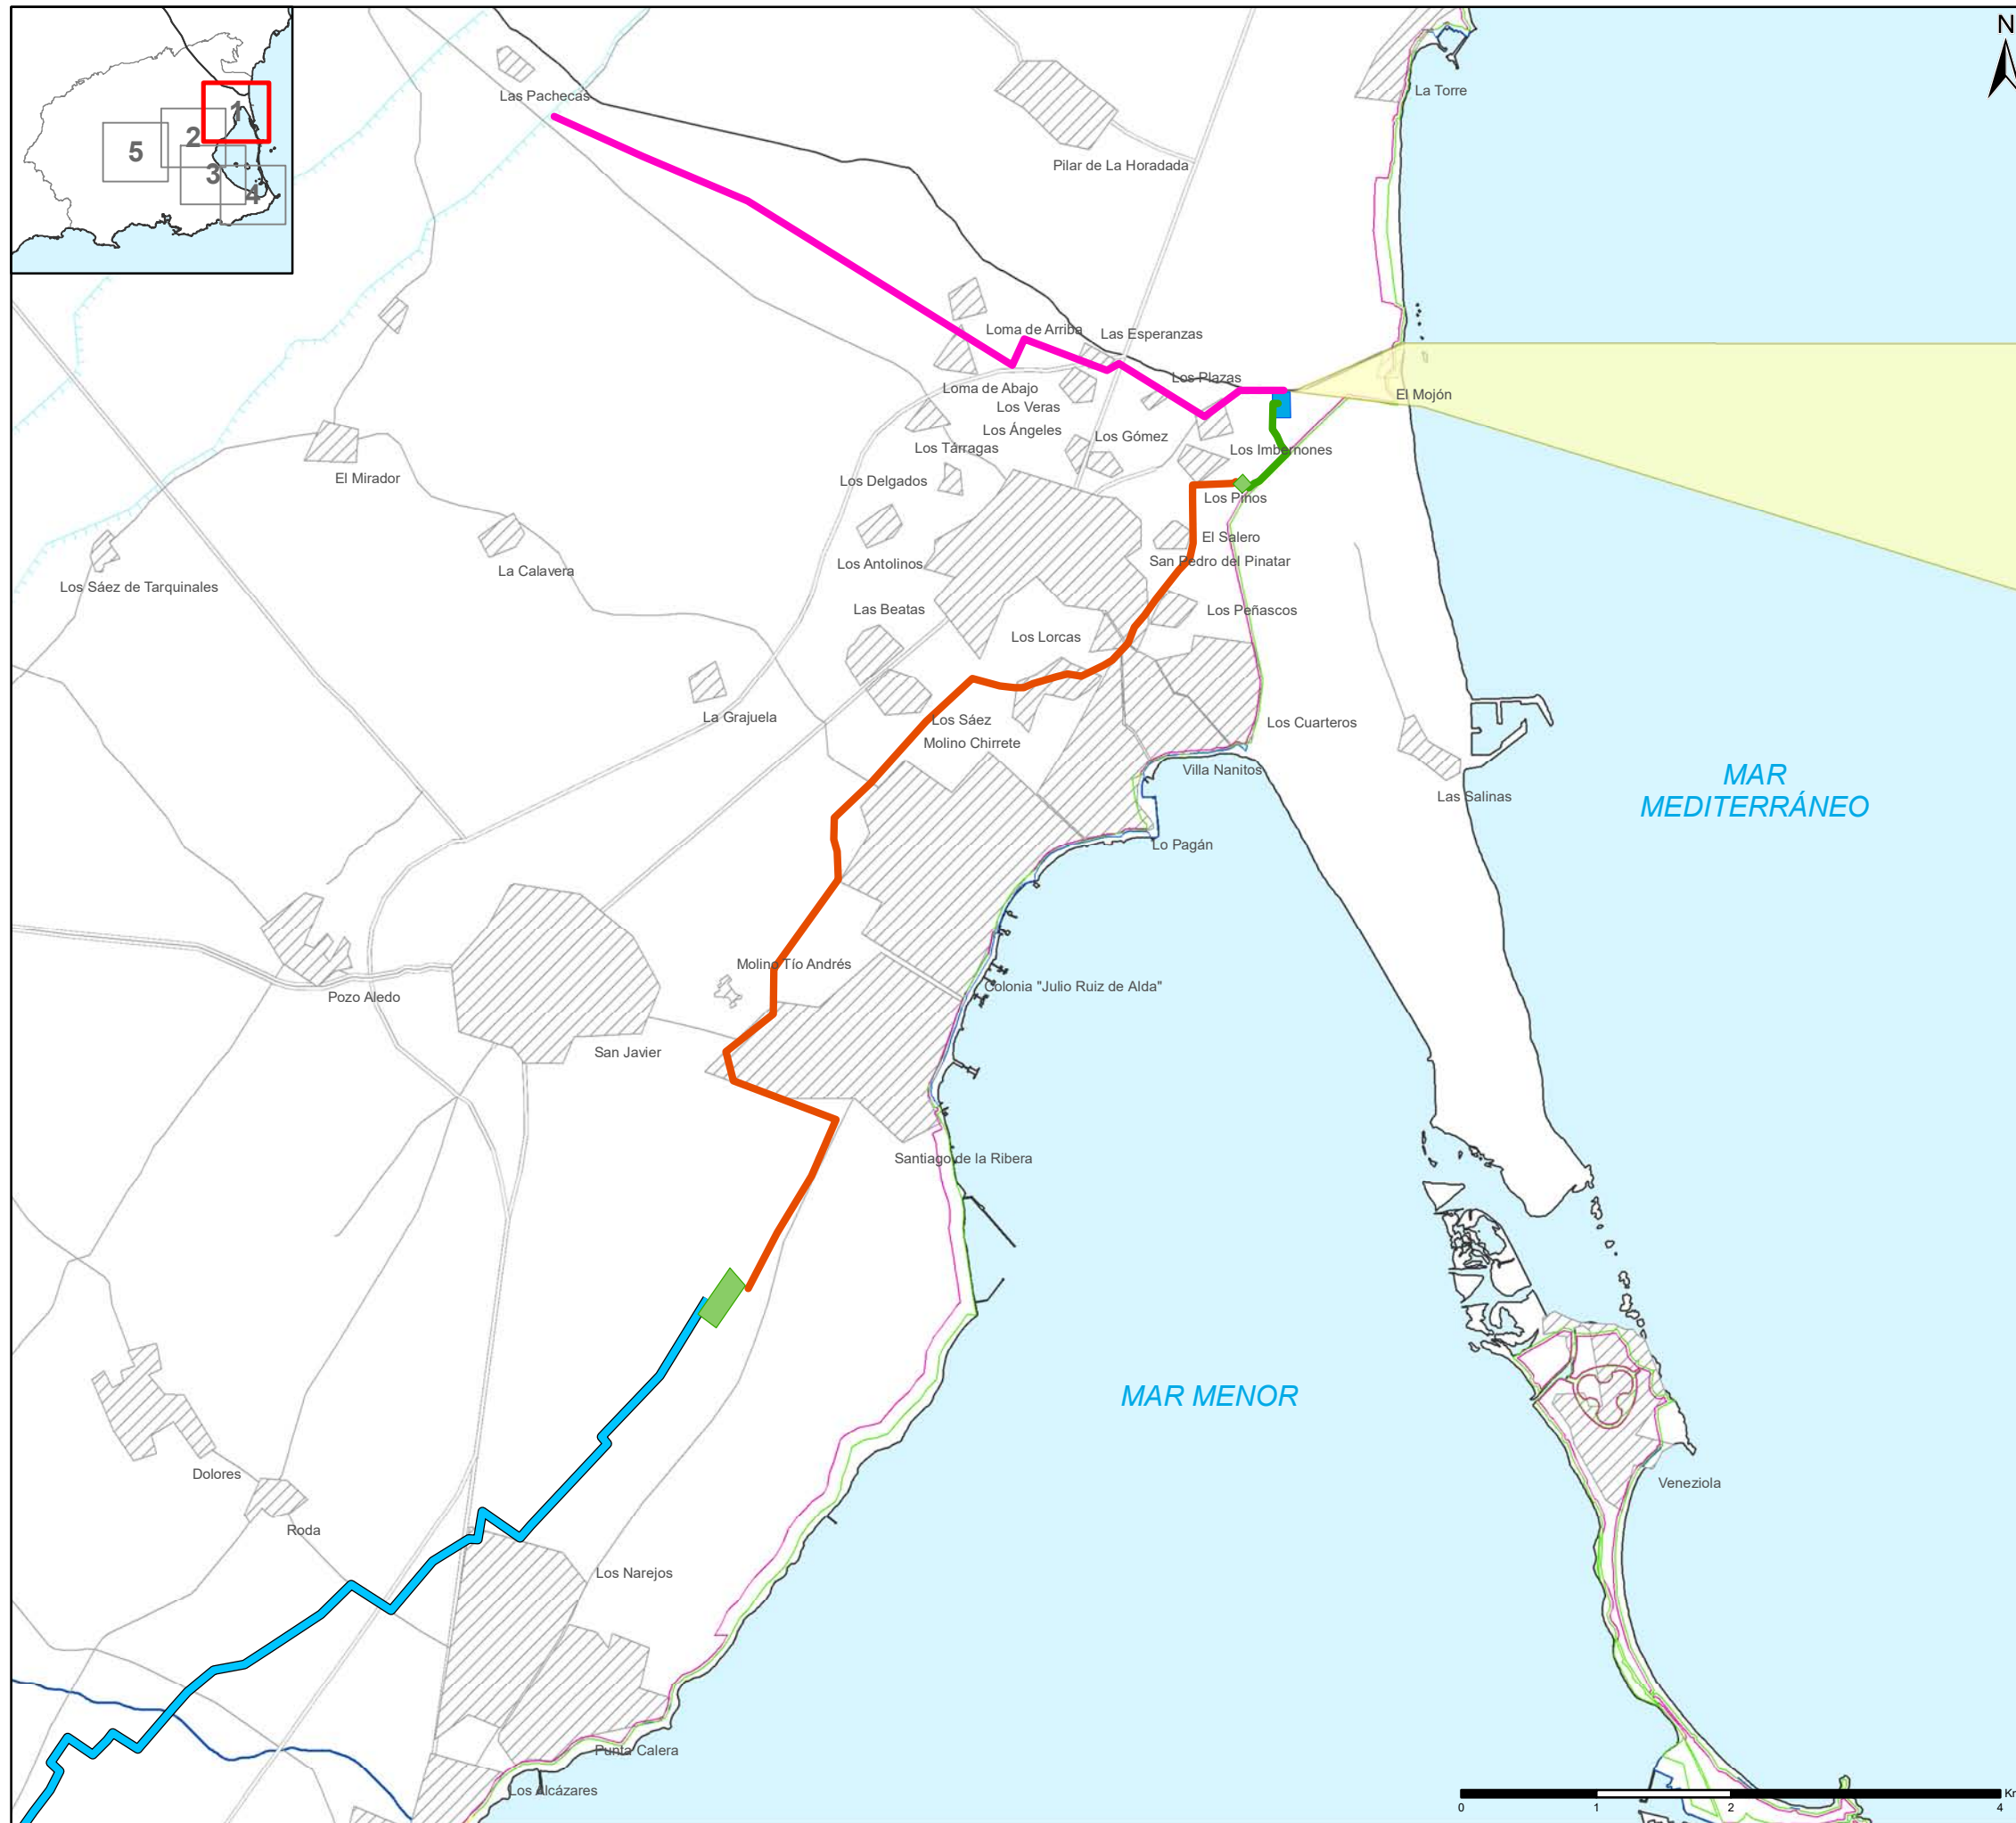 N
1
2
5
3
4
Las Pachecas
La Torre
Pilar de La Horadada
Loma de Arriba
Las Esperanzas
Los Plazas
Loma de Abajo
El Mojón
Los Veras
Los Ángeles
Los Gómez
Los Tárragas
Los Imbernones
El Mirador
Los Delgados
Los Pinos
El Salero
San Pedro del Pinatar
Los Antolinos
La Calavera
Los Sáez de Tarquinales
Las Beatas
Los Peñascos
Los Lorcas
La Grajuela
Los Sáez
Los Cuarteros
Molino Chirrete
Villa Nanitos
MAR
MEDITERRÁNEO
Las Salinas
Lo Pagán
Molino Tío Andrés
Colonia "Julio Ruiz de Alda"
Pozo Aledo
San Javier
Santiago de la Ribera
MAR MENOR
Dolores
Veneziola
Roda
Los Narejos
Punta Calera
Los Alcázares
0 1 2 4